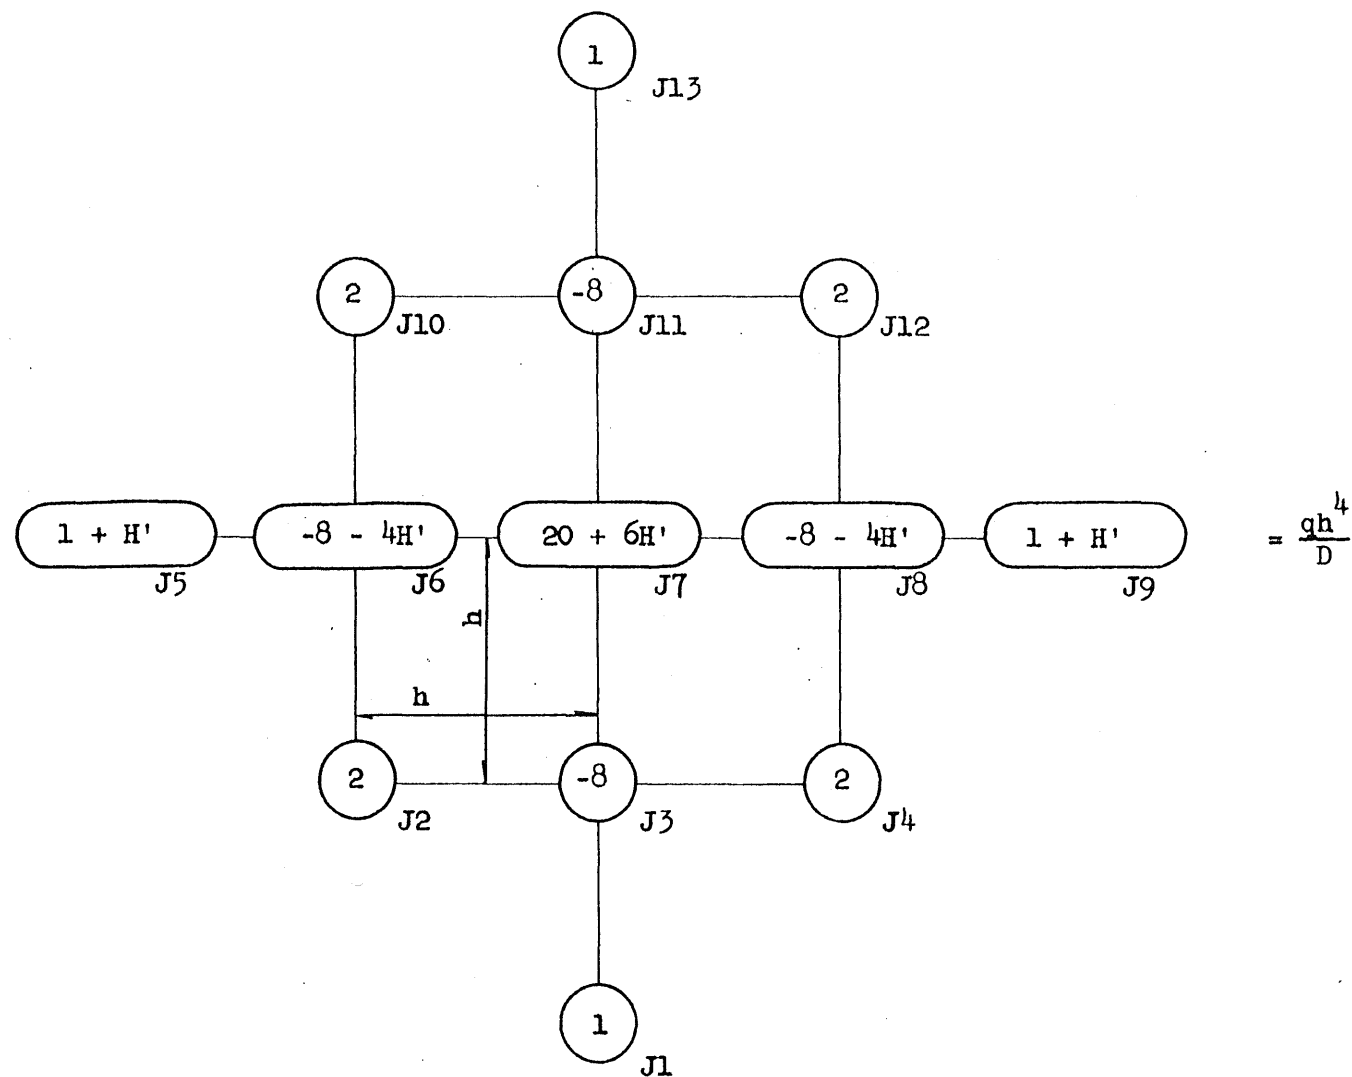 1
J13
2 -8 2
J10 J11 J12
1 + H' -8 - 4H' 20 + 6H' -8 - 4H' 1 + H' = qh⁴/D
J5 J6 J7 J8 J9
h
h
2 -8 2
J2 J3 J4
1
J1